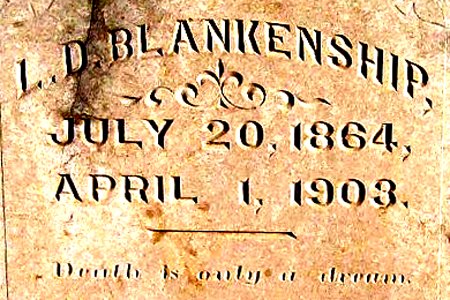 L. D. BLANKENSHIP,
JULY 20, 1864,
APRIL 1, 1903.
Death is only a dream.